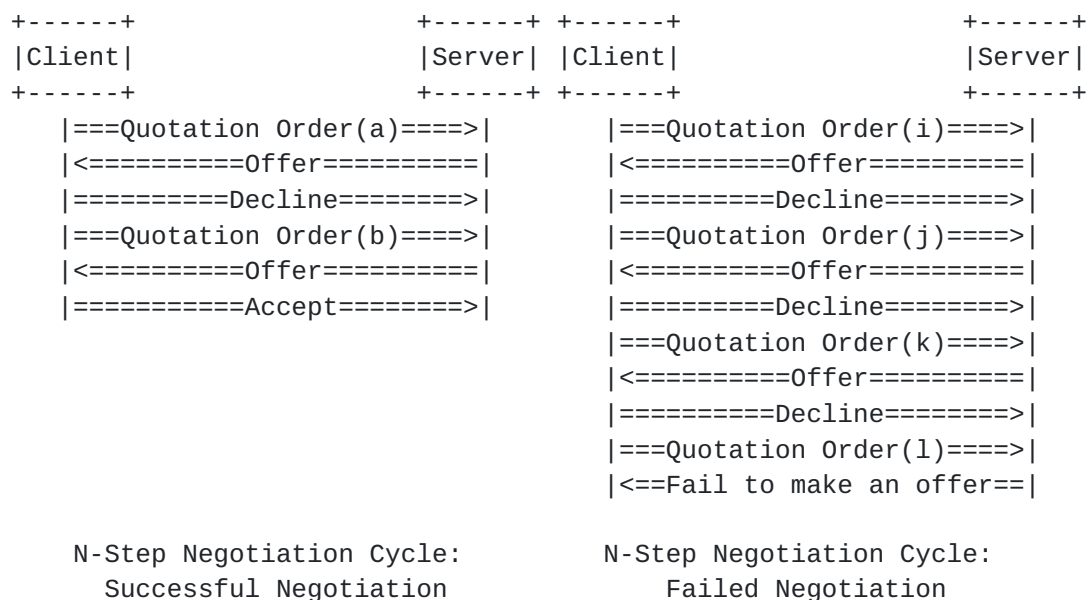 +------+                  +------+ +------+                  +------+
|Client|                  |Server| |Client|                  |Server|
+------+                  +------+ +------+                  +------+
   |===Quotation Order(a)====>|       |===Quotation Order(i)====>|
   |<==========Offer==========|       |<==========Offer==========|
   |==========Decline========>|       |==========Decline========>|
   |===Quotation Order(b)====>|       |===Quotation Order(j)====>|
   |<==========Offer==========|       |<==========Offer==========|
   |===========Accept========>|       |==========Decline========>|
                                      |===Quotation Order(k)====>|
                                      |<==========Offer==========|
                                      |==========Decline========>|
                                      |===Quotation Order(l)====>|
                                      |<==Fail to make an offer==|
    N-Step Negotiation Cycle:         N-Step Negotiation Cycle:
      Successful Negotiation              Failed Negotiation